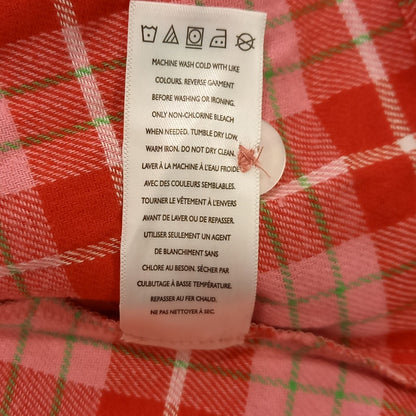 MACHINE WASH COLD WITH LIKE
COLOURS. REVERSE GARMENT
BEFORE WASHING OR IRONING.
ONLY NON-CHLORINE BLEACH
WHEN NEEDED. TUMBLE DRY LOW.
WARM IRON. DO NOT DRY CLEAN.
LAVER À LA MACHINE À L'EAU FROIDE
AVEC DES COULEURS SEMBLABLES.
TOURNER LE VÊTEMENT À L'ENVERS
AVANT DE LAVER OU DE REPASSER.
UTILISER SEULEMENT UN AGENT
DE BLANCHIMENT SANS
CHLORE AU BESOIN. SÉCHER PAR
CULBUTAGE À BASSE TEMPÉRATURE.
REPASSER AU FER CHAUD.
NE PAS NETTOYER À SEC.